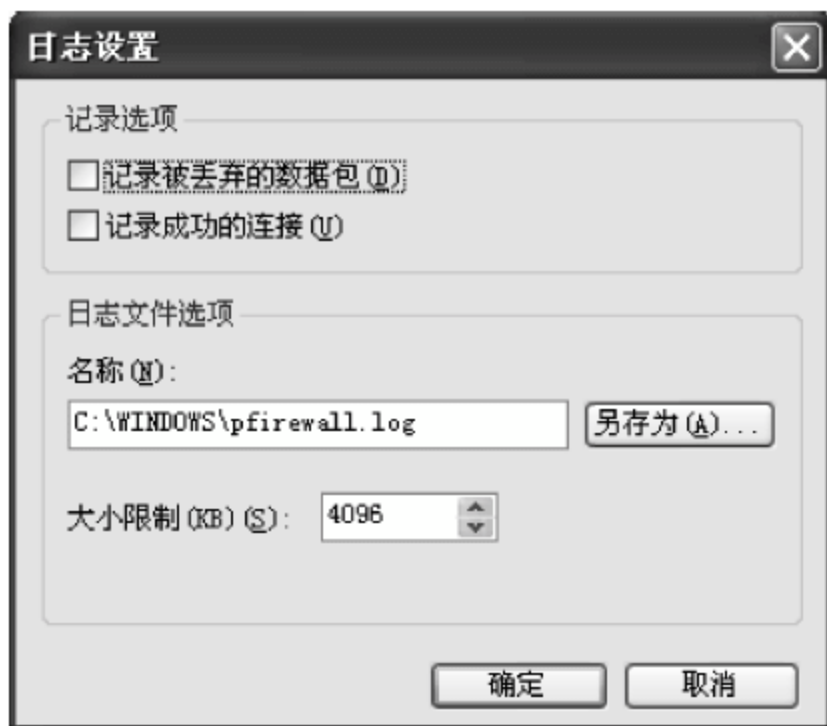 日志设置
记录选项
记录被丢弃的数据包(D)
记录成功的连接(U)
日志文件选项
名称(N):
C:\WINDOWS\pfirewall.log
另存为(A)...
大小限制(KB)(S):
4096
确定
取消